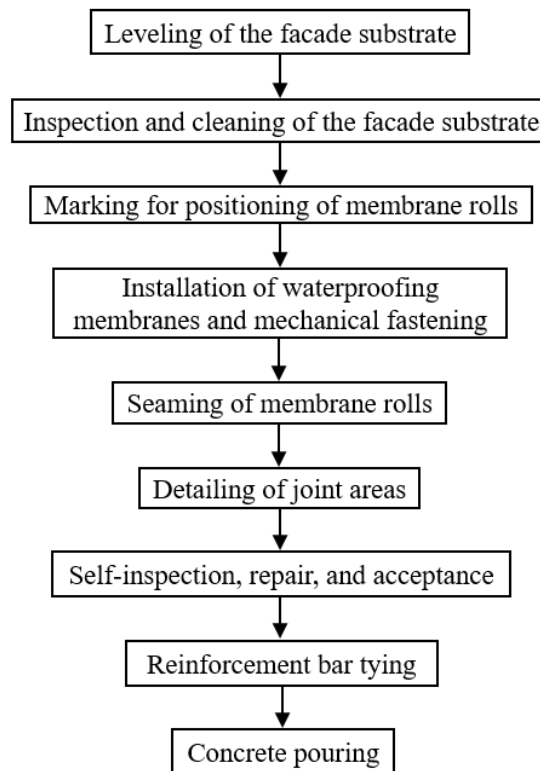 Leveling of the facade substrate
Inspection and cleaning of the facade substrate
Marking for positioning of membrane rolls
Installation of waterproofing
membranes and mechanical fastening
Seaming of membrane rolls
Detailing of joint areas
Self-inspection, repair, and acceptance
Reinforcement bar tying
Concrete pouring